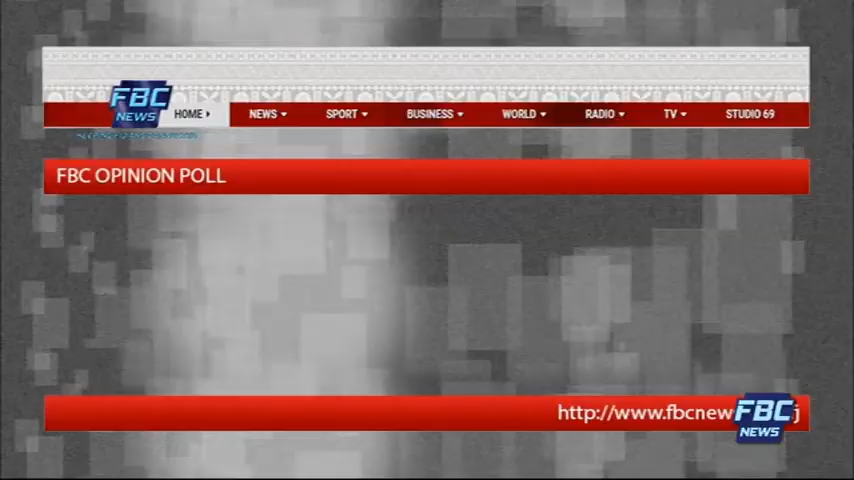 FBC
NEWS
HOME NEWS SPORT BUSINESS WORLD RADIO TV STUDIO 69
FBC OPINION POLL
http://www.fbcnew j
FBC
NEWS